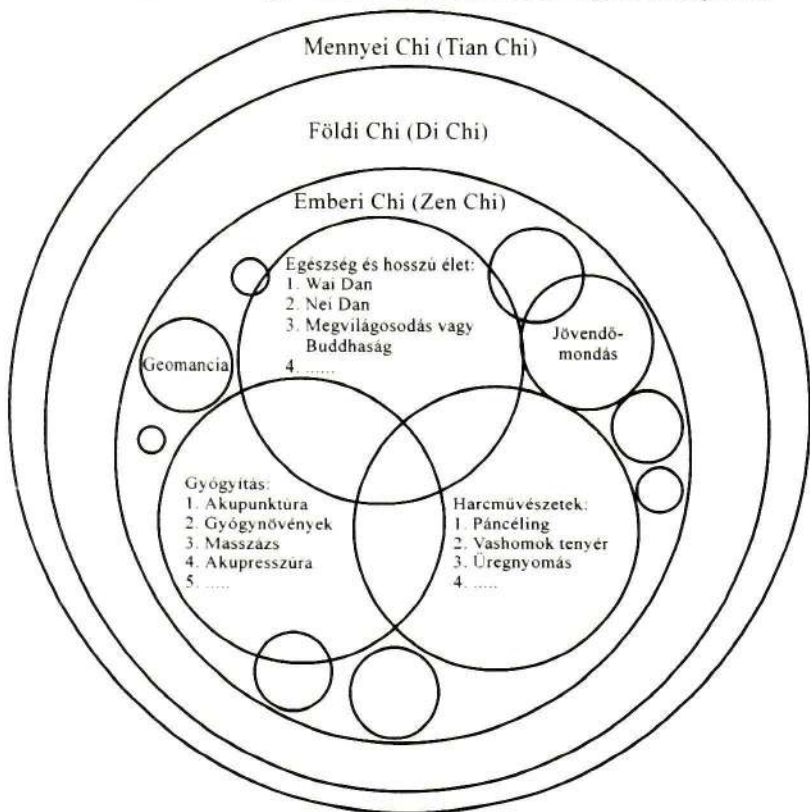 Mennyei Chi (Tian Chi)
Földi Chi (Di Chi)
Emberi Chi (Zen Chi)
Egészség és hosszú élet:
1. Wai Dan
2. Nei Dan
3. Megvilágosodás vagy
Buddhaság
4. ......
Jövendő-
mondás
Geomancia
Gyógyítás:
1. Akupunktúra
2. Gyógynövények
3. Masszázs
4. Akupresszúra
5. .....
Harcművészetek:
1. Páncéling
2. Vashomok tenyér
3. Üregnyomás
4. .....